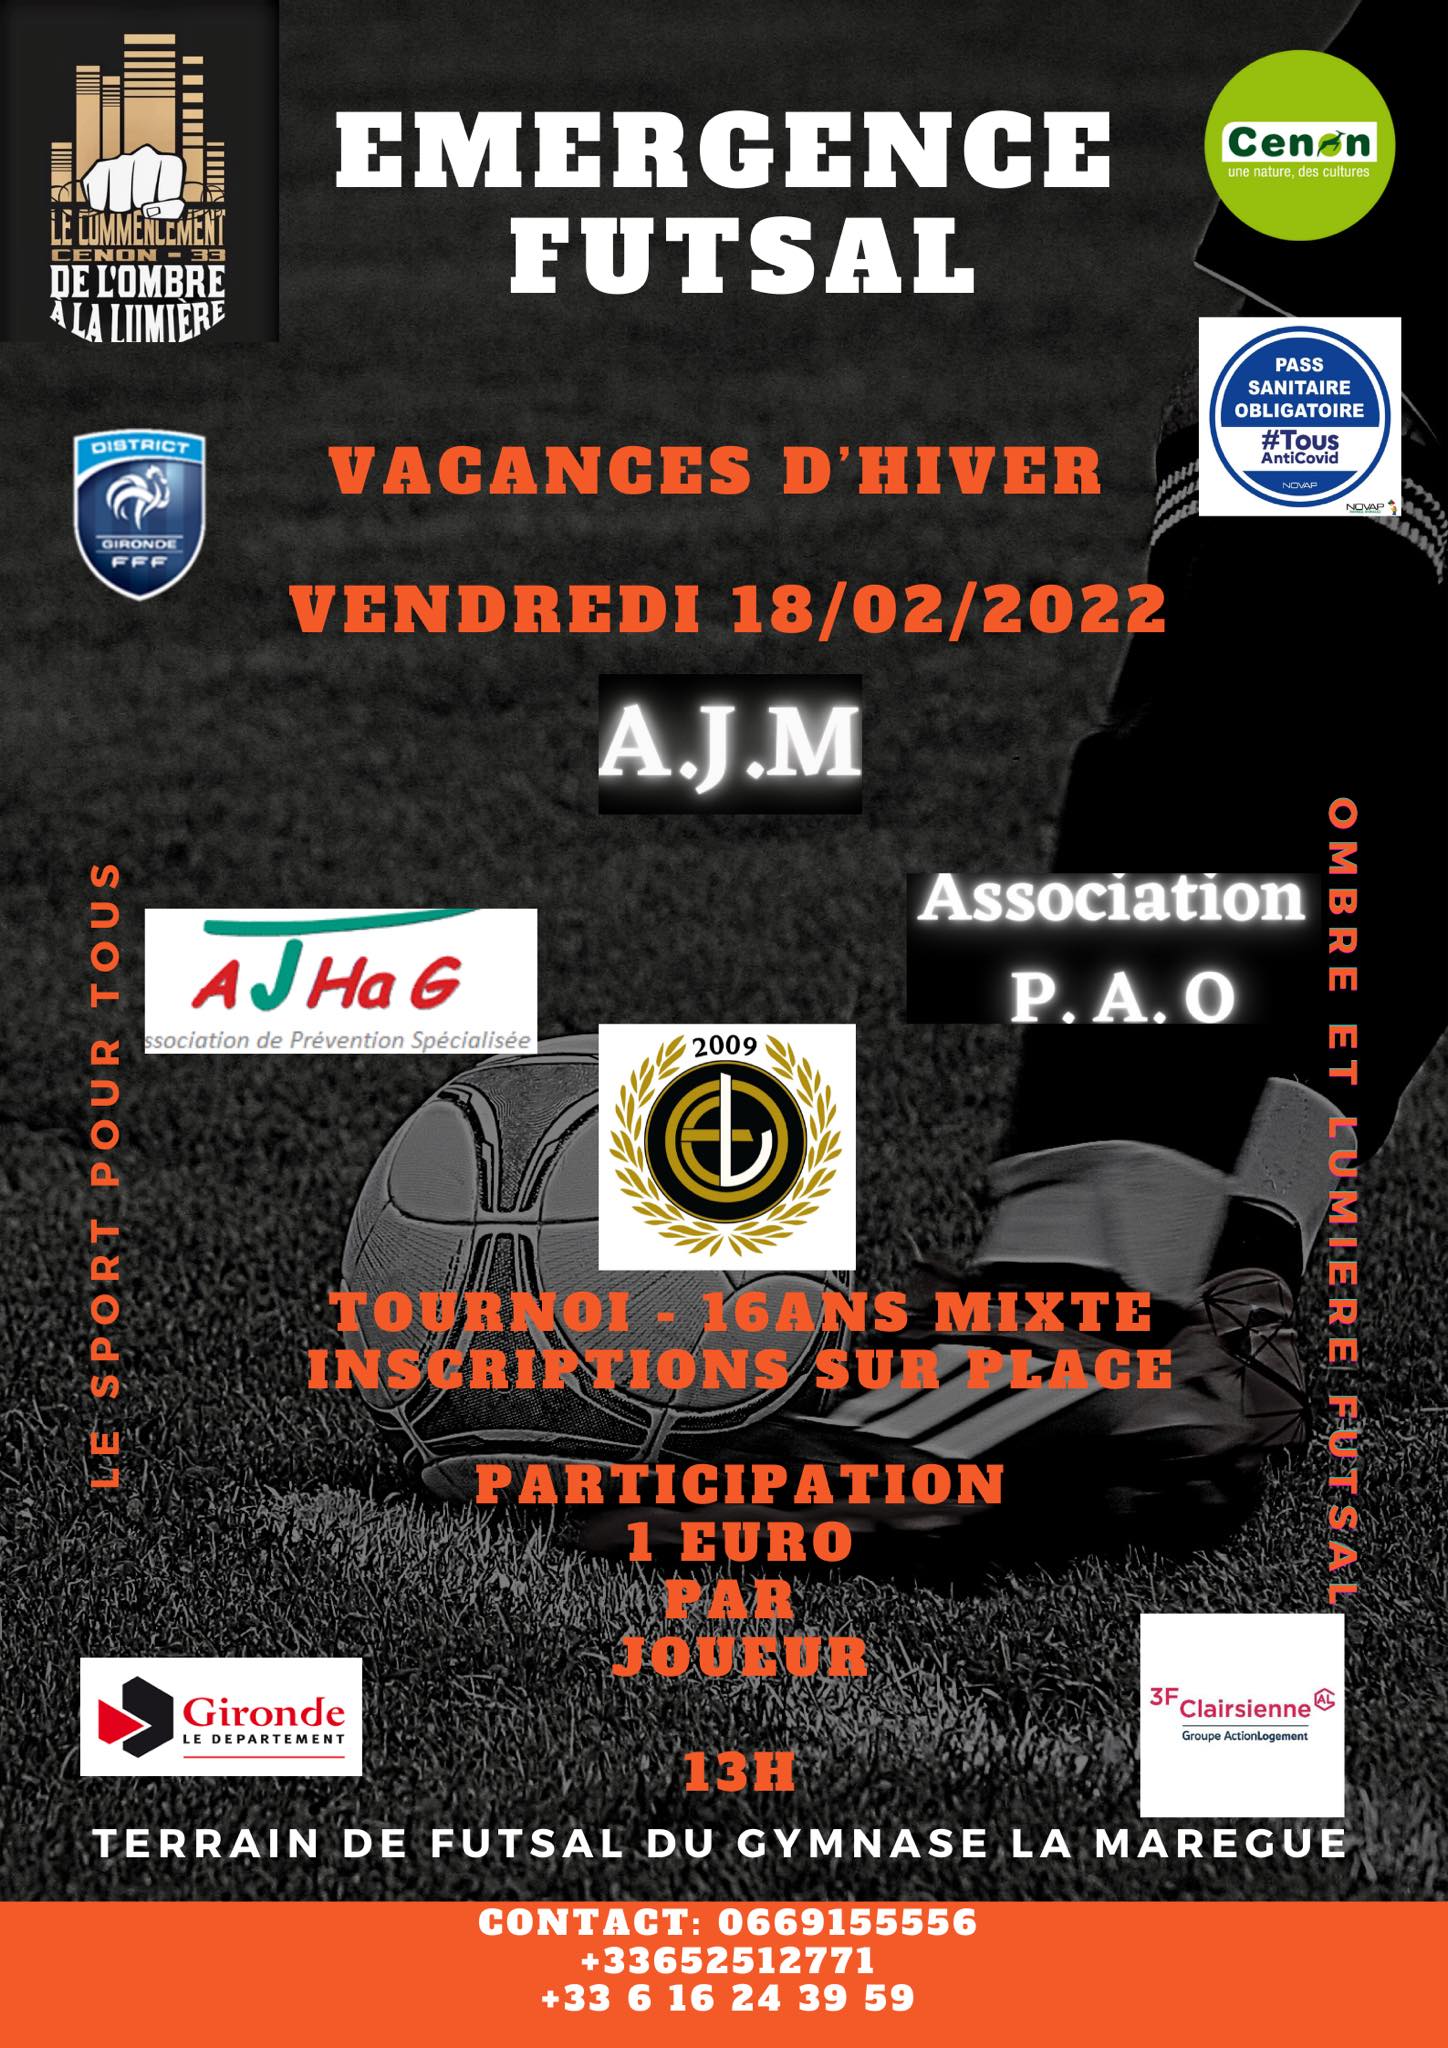 LE COMMENCEMENT
CENON - 33
DE L'OMBRE
À LA LUMIÈRE
EMERGENCE
FUTSAL
Cenon
une nature, des cultures
PASS
SANITAIRE
OBLIGATOIRE
#Tous
AntiCovid
NOVAP
NOVAP
DISTRICT
GIRONDE
FFF
VACANCES D'HIVER
VENDREDI 18/02/2022
A.J.M
LE SPORT POUR TOUS
AJHaG
ssociation de Prévention Spécialisée
Association
P. A. O
OMBRE ET LUMIERE FUTSAL
2009
TOURNOI - 16ANS MIXTE
INSCRIPTIONS SUR PLACE
PARTICIPATION
1 EURO
PAR
JOUEUR
Gironde
LE DEPARTEMENT
3F Clairsienne AL
Groupe ActionLogement
13H
TERRAIN DE FUTSAL DU GYMNASE LA MAREGUE
CONTACT: 0669155556
+33652512771
+33 6 16 24 39 59